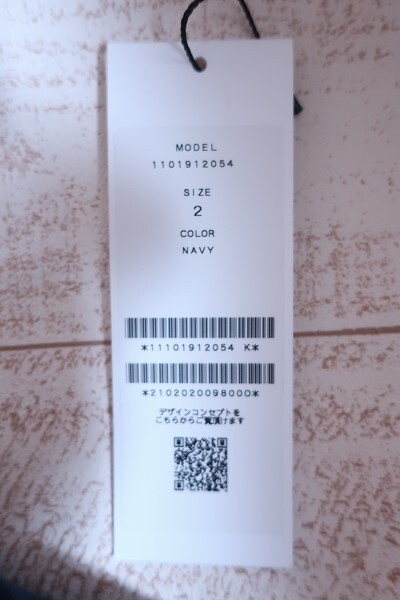 MODEL
1101912054
SIZE
2
COLOR
NAVY
*11101912054 K*
*2102020098000*
デザインコンセプトを
こちらからご覧頂けます